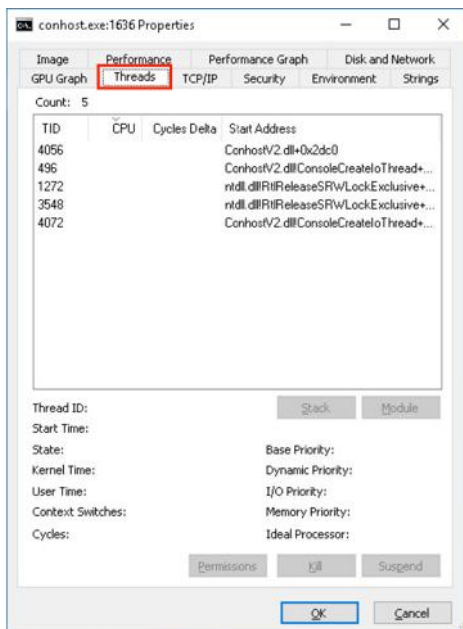 conhost.exe:1636 Properties
Image Performance Performance Graph Disk and Network
GPU Graph Threads TCP/IP Security Environment Strings
Count: 5
TID CPU Cycles Delta Start Address
4056 ConhostV2.dll+0x2dc0
496 ConhostV2.dll!ConsoleCreateIoThread+...
1272 ntdll.dll!RtlReleaseSRWLockExclusive+...
3548 ntdll.dll!RtlReleaseSRWLockExclusive+...
4072 ConhostV2.dll!ConsoleCreateIoThread+...
Thread ID: Stack Module
Start Time:
State: Base Priority:
Kernel Time: Dynamic Priority:
User Time: I/O Priority:
Context Switches: Memory Priority:
Cycles: Ideal Processor:
Permissions Kill Suspend
OK Cancel